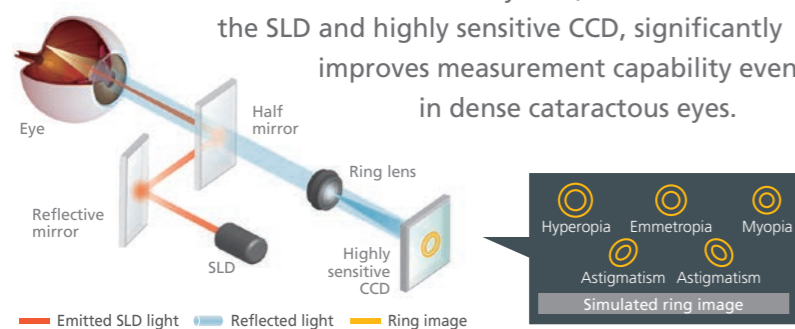 the SLD and highly sensitive CCD, significantly
improves measurement capability even
in dense cataractous eyes.
Eye
Half
mirror
Ring lens
Reflective
mirror
SLD
Highly
sensitive
CCD
Hyperopia Emmetropia Myopia
Astigmatism Astigmatism
Simulated ring image
Emitted SLD light Reflected light Ring image